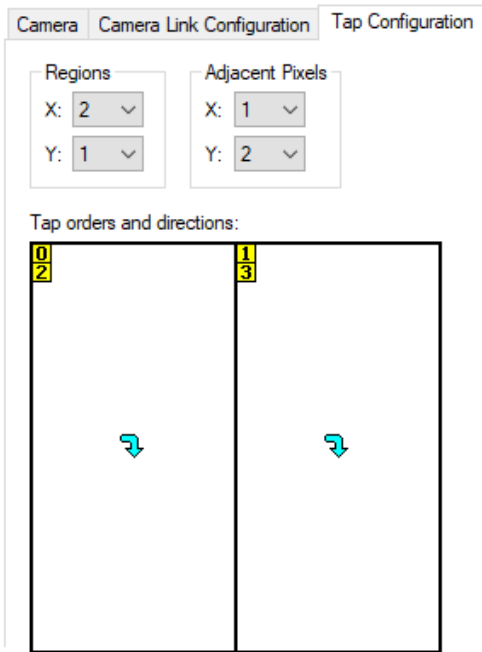 Camera Camera Link Configuration Tap Configuration
Regions Adjacent Pixels
X: 2 X: 1
Y: 1 Y: 2
Tap orders and directions:
0 1
2 3